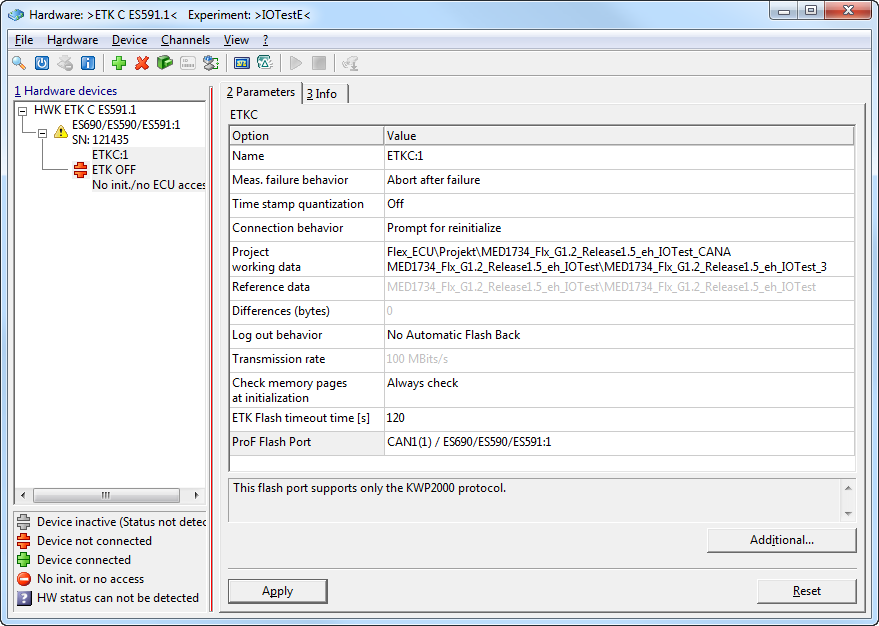 Hardware: >ETK C ES591.1<   Experiment: >IOTestE<
File Hardware Device Channels View ?
1 Hardware devices
HWK ETK C ES591.1
ES690/ES590/ES591:1
SN: 121435
ETKC:1
ETK OFF
No init./no ECU acces
Device inactive (Status not detec
Device not connected
Device connected
No init. or no access
HW status can not be detected
2 Parameters 3 Info
ETKC
Option Value
Name ETKC:1
Meas. failure behavior Abort after failure
Time stamp quantization Off
Connection behavior Prompt for reinitialize
Project Flex_ECU\Projekt\MED1734_Flx_G1.2_Release1.5_eh_IOTest_CANA
working data MED1734_Flx_G1.2_Release1.5_eh_IOTest\MED1734_Flx_G1.2_Release1.5_eh_IOTest_3
Reference data MED1734_Flx_G1.2_Release1.5_eh_IOTest\MED1734_Flx_G1.2_Release1.5_eh_IOTest
Differences (bytes) 0
Log out behavior No Automatic Flash Back
Transmission rate 100 MBits/s
Check memory pages Always check
at initialization
ETK Flash timeout time [s] 120
ProF Flash Port CAN1(1) / ES690/ES590/ES591:1
This flash port supports only the KWP2000 protocol.
Additional...
Apply Reset